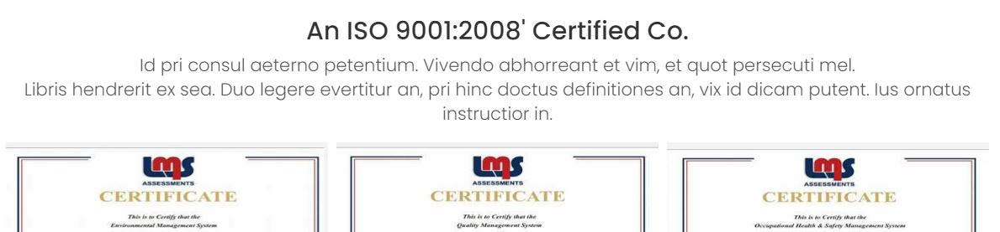 An ISO 9001:2008' Certified Co.
Id pri consul aeterno petentium. Vivendo abhorreant et vim, et quot persecuti mel.
Libris hendrerit ex sea. Duo legere evertitur an, pri hinc doctus definitiones an, vix id dicam putent. Ius ornatus
instructior in.
LMS
ASSESSMENTS
CERTIFICATE
This is to Certify that the
Environmental Management System
LMS
ASSESSMENTS
CERTIFICATE
This is to Certify that the
Quality Management System
LMS
ASSESSMENTS
CERTIFICATE
This is to Certify that the
Occupational Health & Safety Management System